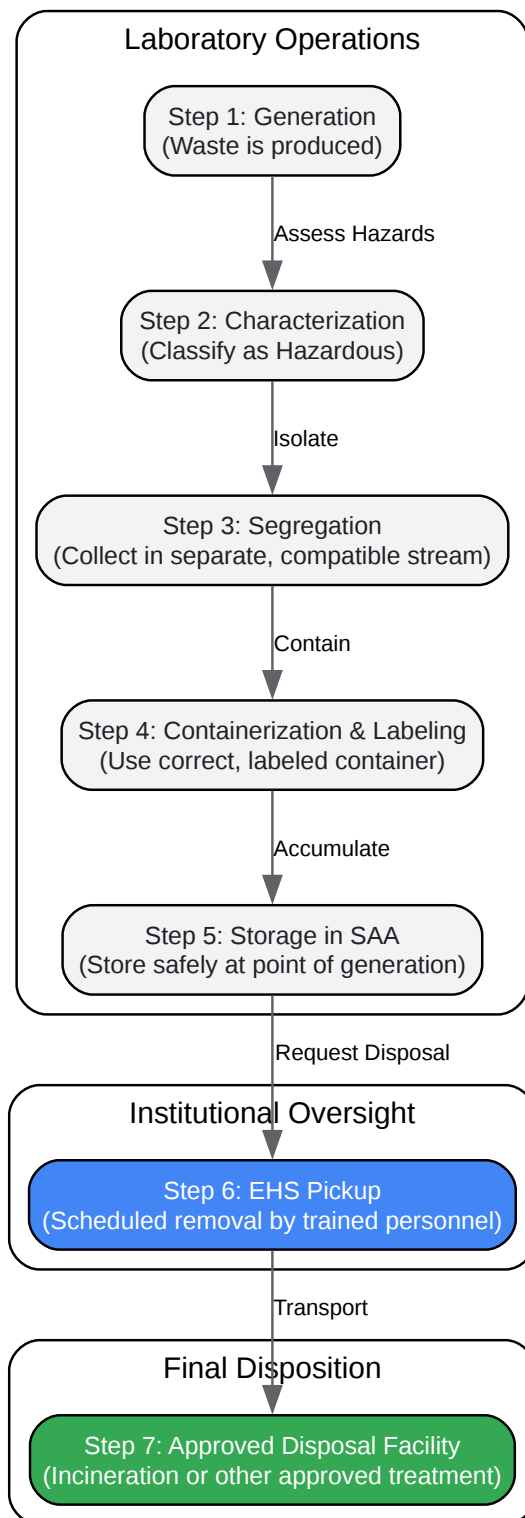 Laboratory Operations
Step 1: Generation
(Waste is produced)
Assess Hazards
Step 2: Characterization
(Classify as Hazardous)
Isolate
Step 3: Segregation
(Collect in separate, compatible stream)
Contain
Step 4: Containerization & Labeling
(Use correct, labeled container)
Accumulate
Step 5: Storage in SAA
(Store safely at point of generation)
Request Disposal
Institutional Oversight
Step 6: EHS Pickup
(Scheduled removal by trained personnel)
Transport
Final Disposition
Step 7: Approved Disposal Facility
(Incineration or other approved treatment)